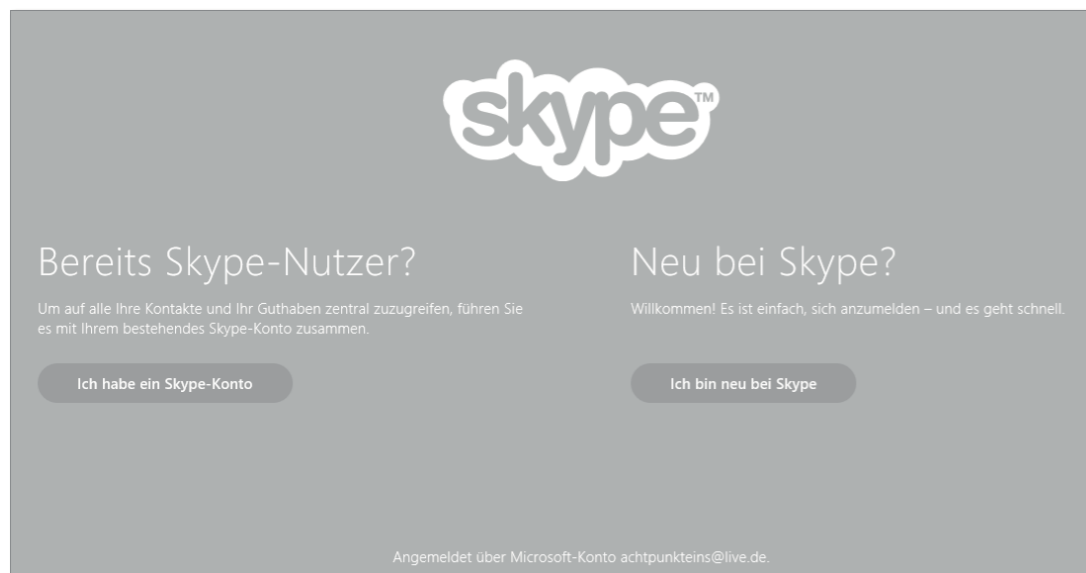 skype™
Bereits Skype-Nutzer?
Um auf alle Ihre Kontakte und Ihr Guthaben zentral zuzugreifen, führen Sie
es mit Ihrem bestehendes Skype-Konto zusammen.
Ich habe ein Skype-Konto
Neu bei Skype?
Willkommen! Es ist einfach, sich anzumelden – und es geht schnell.
Ich bin neu bei Skype
Angemeldet über Microsoft-Konto achtpunkteins@live.de.